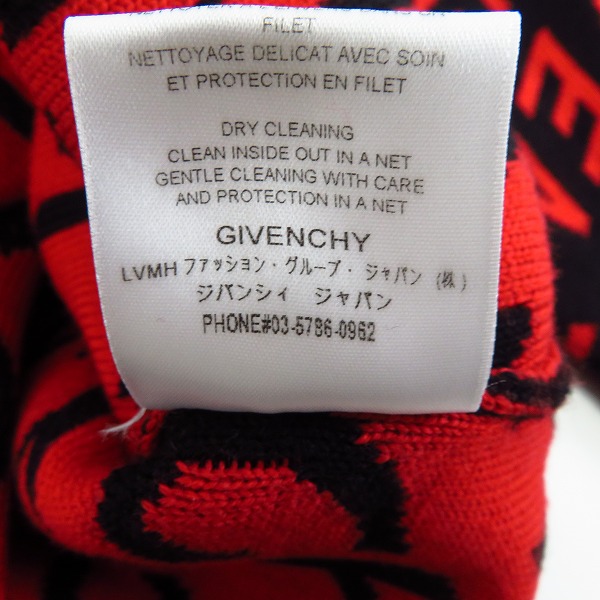 FILET
NETTOYAGE DELICAT AVEC SOIN
ET PROTECTION EN FILET
DRY CLEANING
CLEAN INSIDE OUT IN A NET
GENTLE CLEANING WITH CARE
AND PROTECTION IN A NET
GIVENCHY
LVMH ファッション・グループ・ ジャパン (株)
ジバンシィ ジャパン
PHONE#03-5786-0962